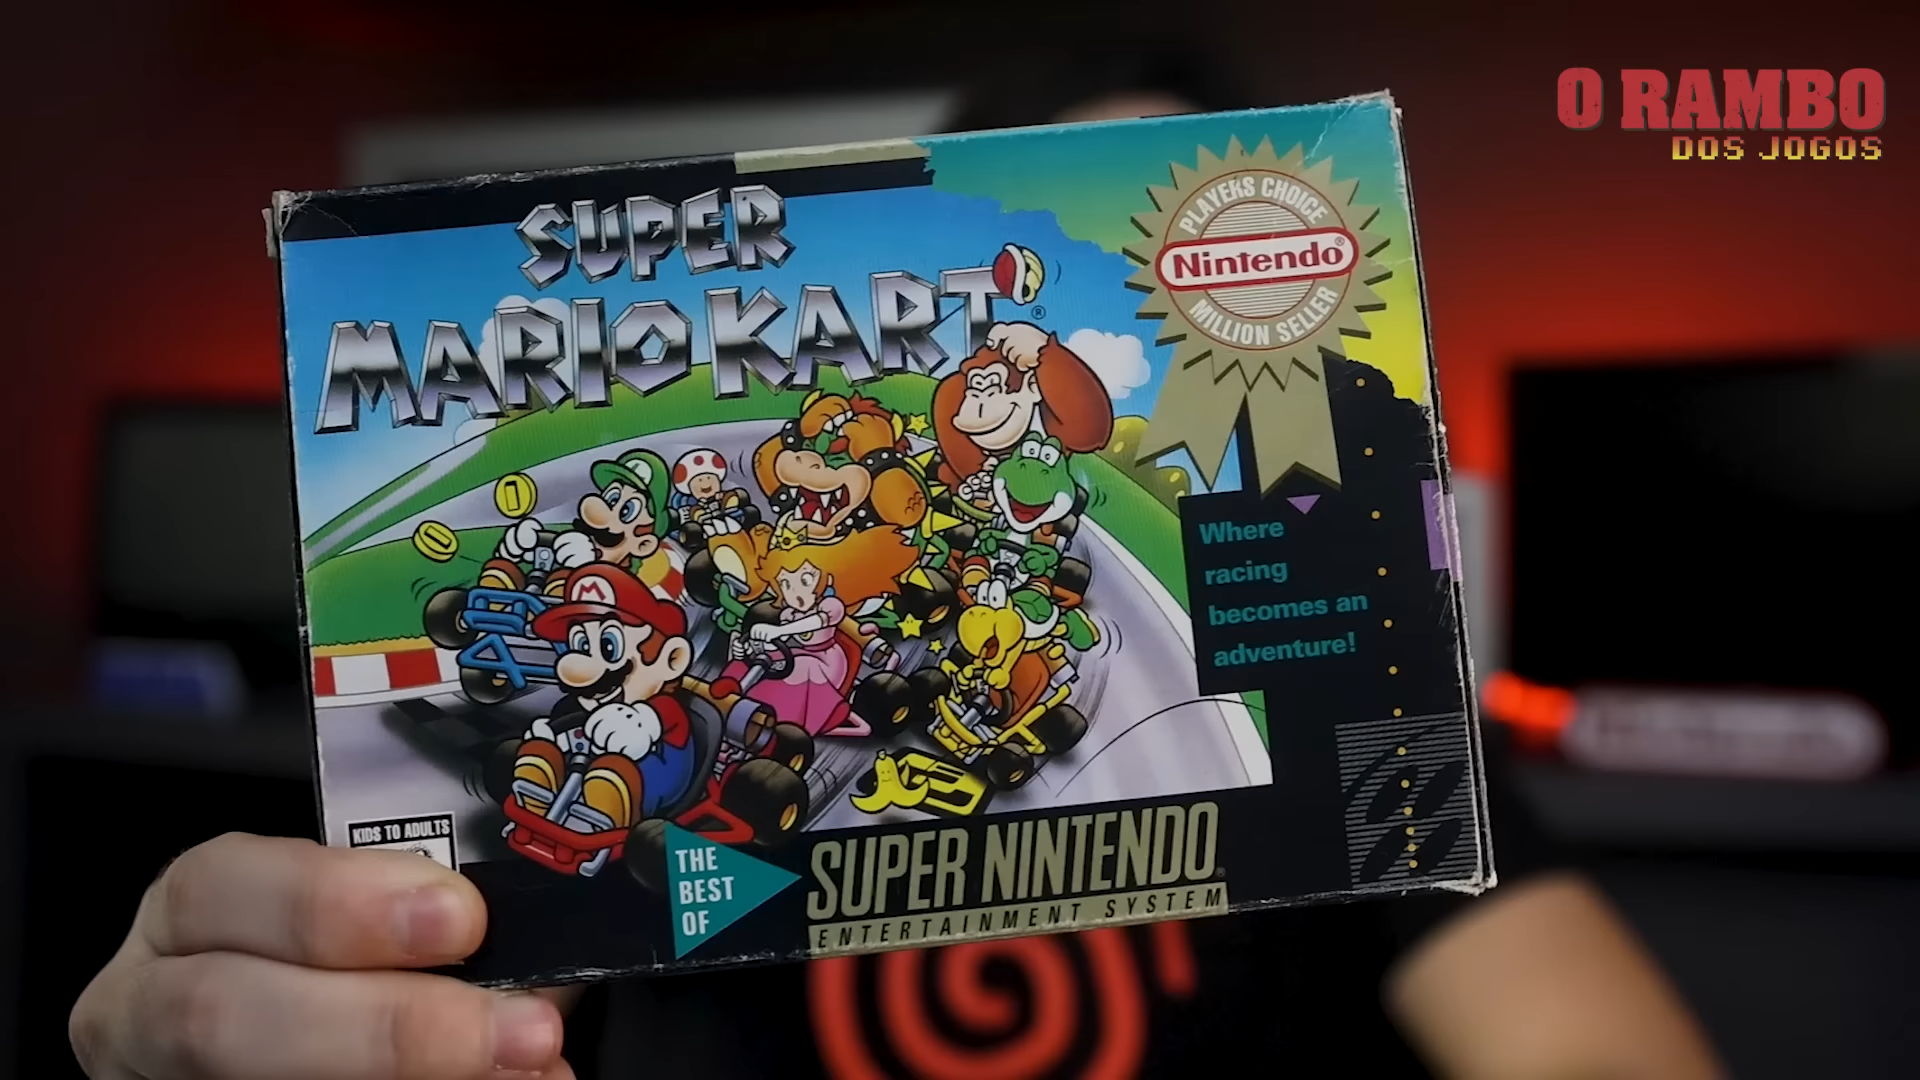 O RAMBO
DOS JOGOS
SUPER
MARIO KART®
PLAYERS CHOICE
Nintendo®
MILLION SELLER
Where
racing
becomes an
adventure!
M
L
KIDS TO ADULTS
THE
BEST
OF
SUPER NINTENDO®
ENTERTAINMENT SYSTEM